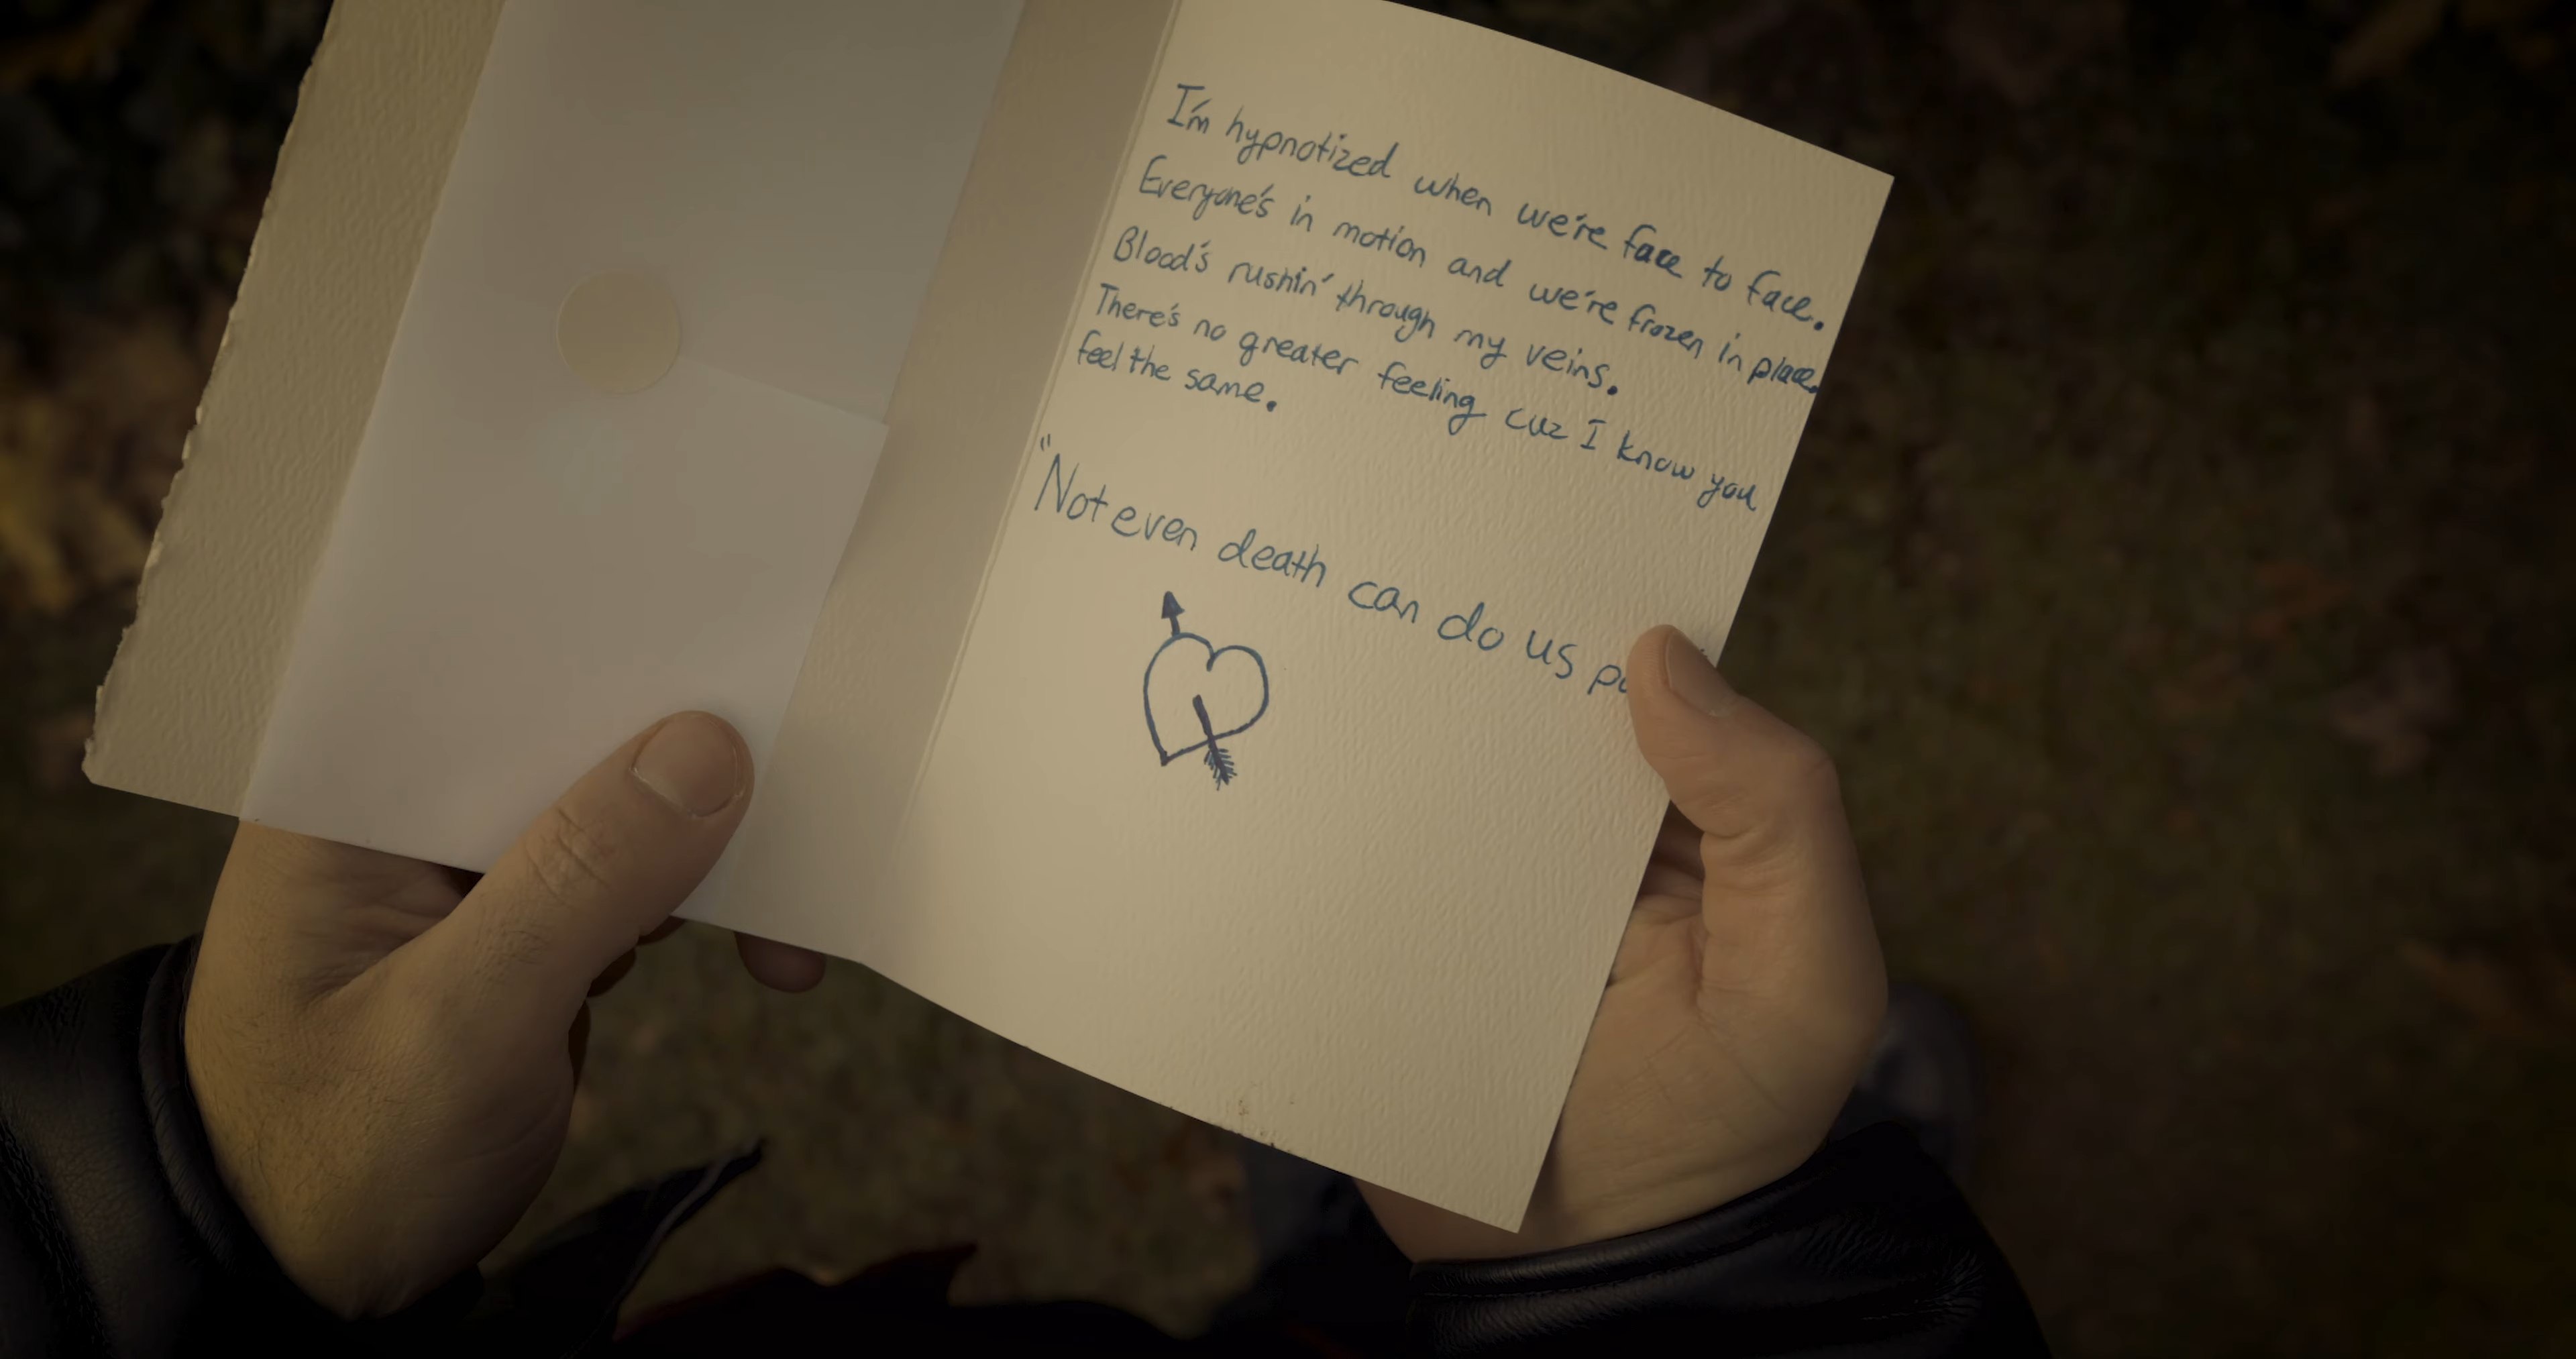 I'm hypnotized when we're face to face.
Everyone's in motion and we're frozen in place.
Blood's rushin' through my veins.
There's no greater feeling cuz I know you
feel the same.
"Not even death can do us